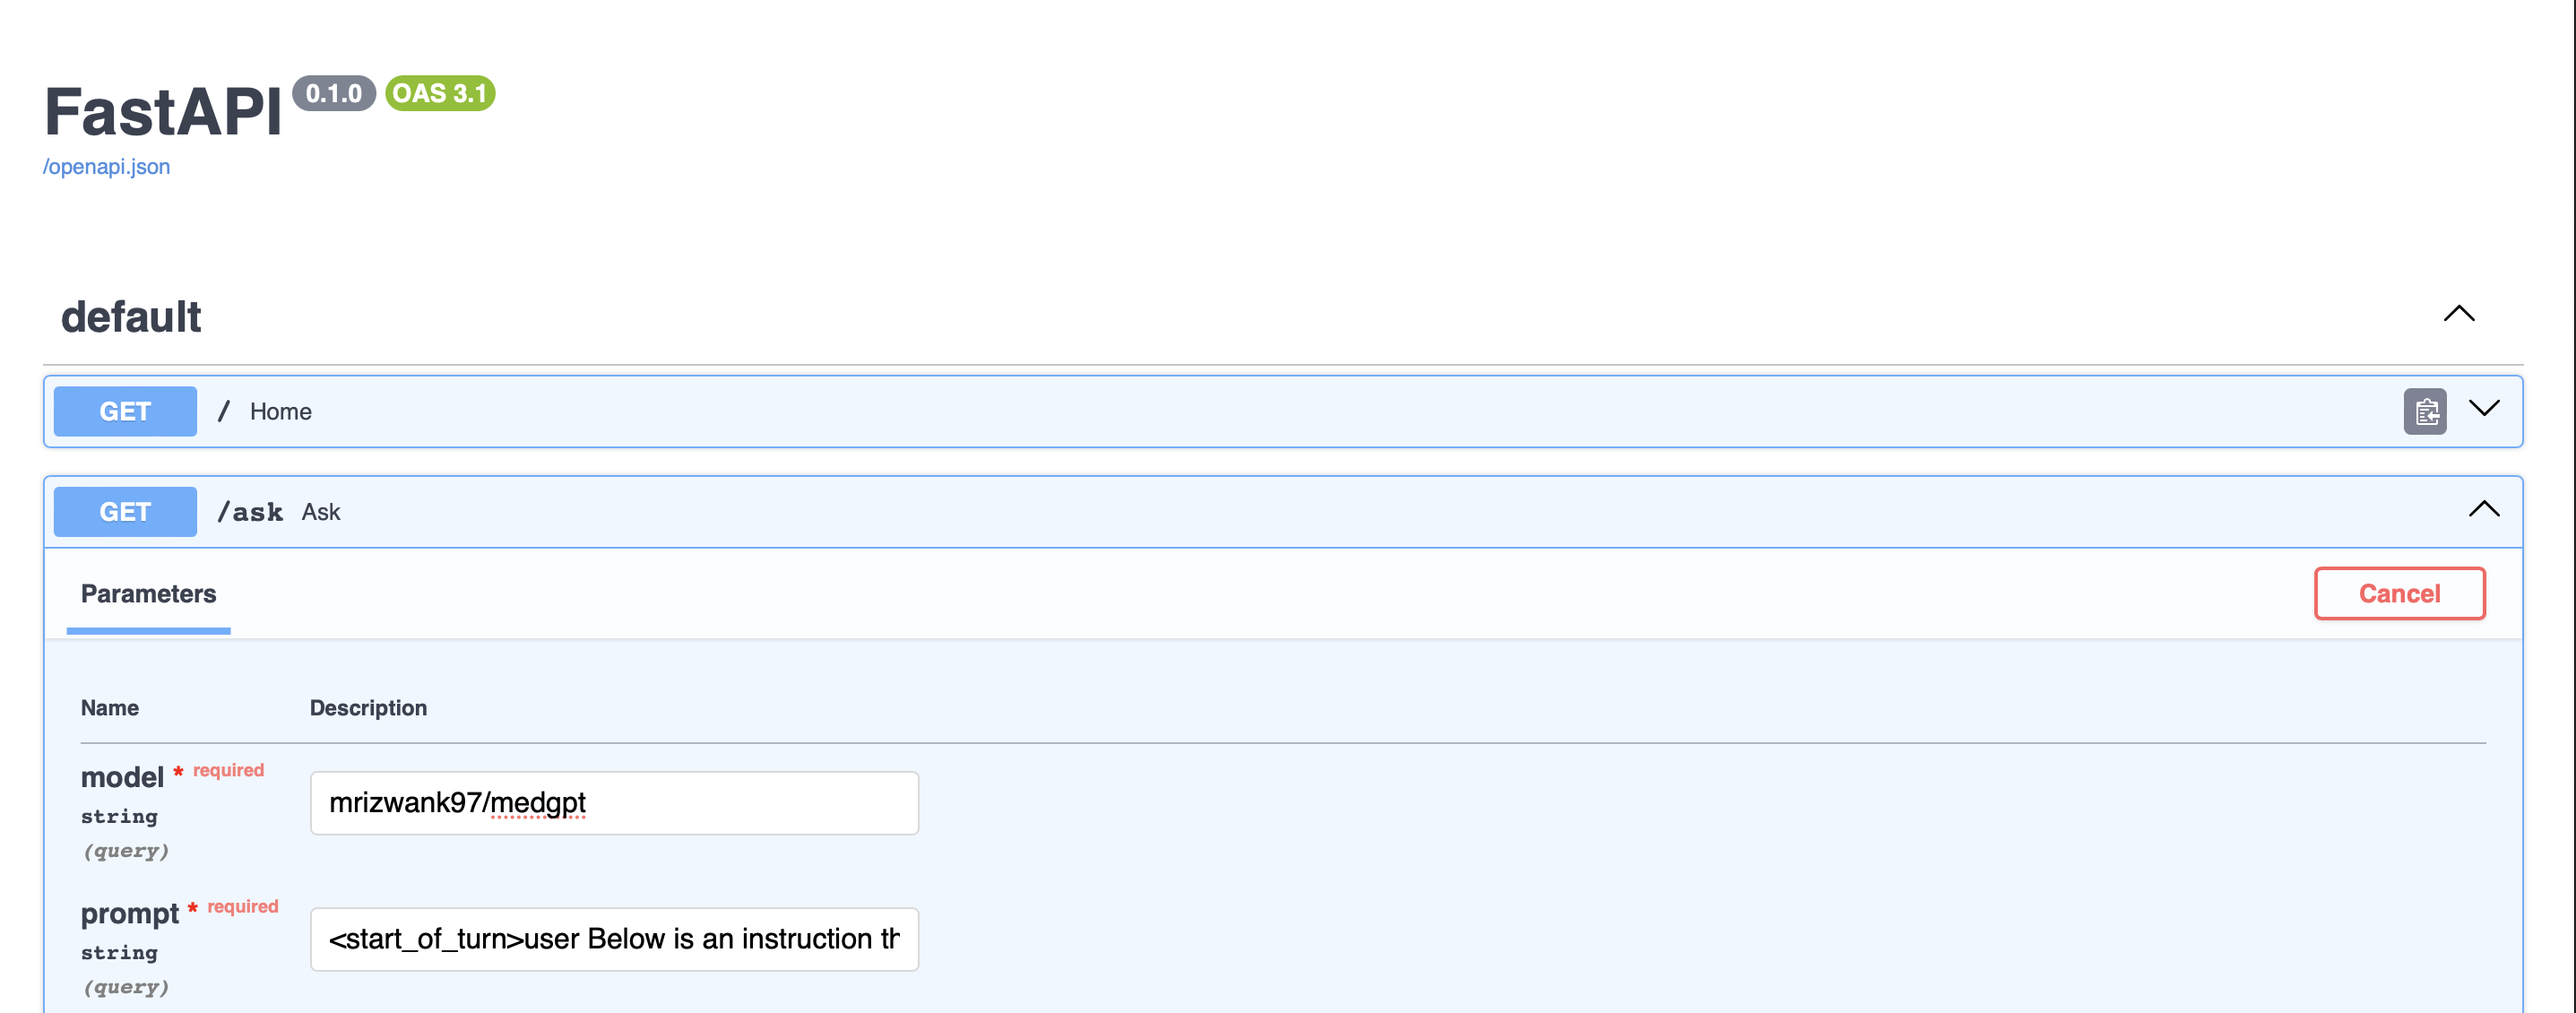 FastAPI 0.1.0 OAS 3.1
/openapi.json
default
GET / Home
GET /ask Ask
Parameters
Cancel
Name Description
model * required
string
(query)
mrizwank97/medgpt
prompt * required
string
(query)
<start_of_turn>user Below is an instruction th